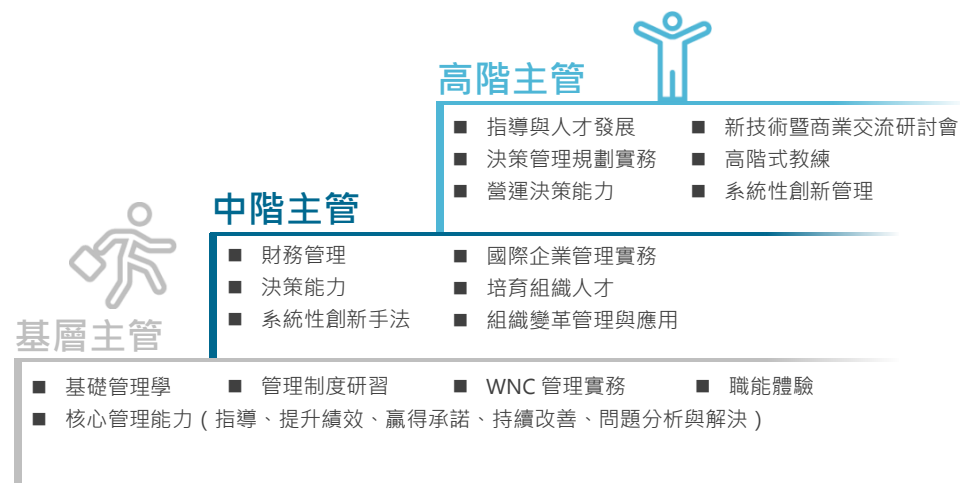 高階主管
■ 指導與人才發展 ■ 新技術暨商業交流研討會
■ 決策管理規劃實務 ■ 高階式教練
■ 營運決策能力 ■ 系統性創新管理
中階主管
■ 財務管理 ■ 國際企業管理實務
■ 決策能力 ■ 培育組織人才
■ 系統性創新手法 ■ 組織變革管理與應用
基層主管
■ 基礎管理學 ■ 管理制度研習 ■ WNC 管理實務 ■ 職能體驗
■ 核心管理能力 ( 指導、提升績效、贏得承諾、持續改善、問題分析與解決 )